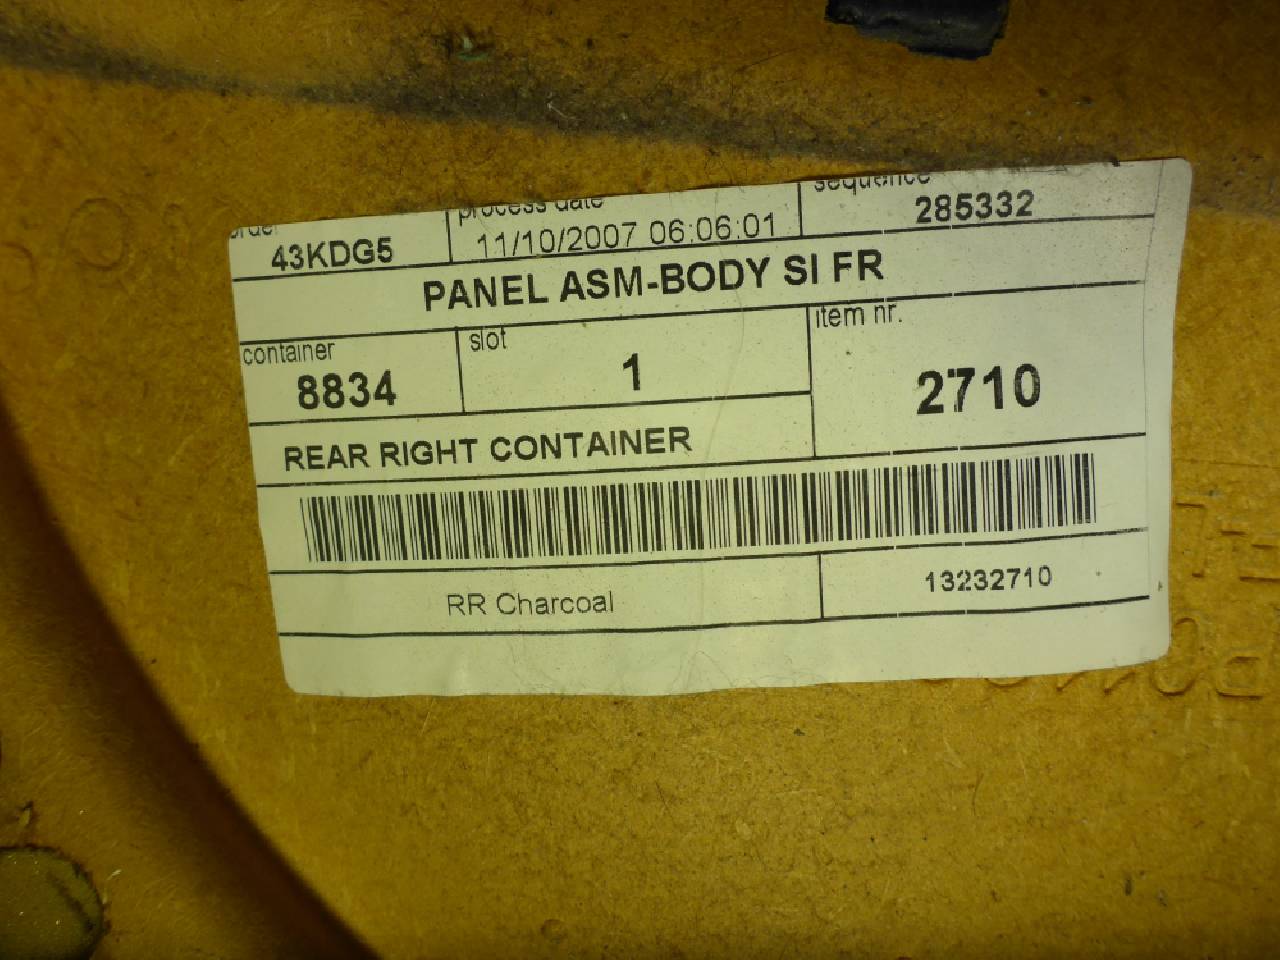 order process date sequence
43KDG5 11/10/2007 06:06:01 285332
PANEL ASM-BODY SI FR
container slot item nr.
8834 1 2710
REAR RIGHT CONTAINER
RR Charcoal 13232710